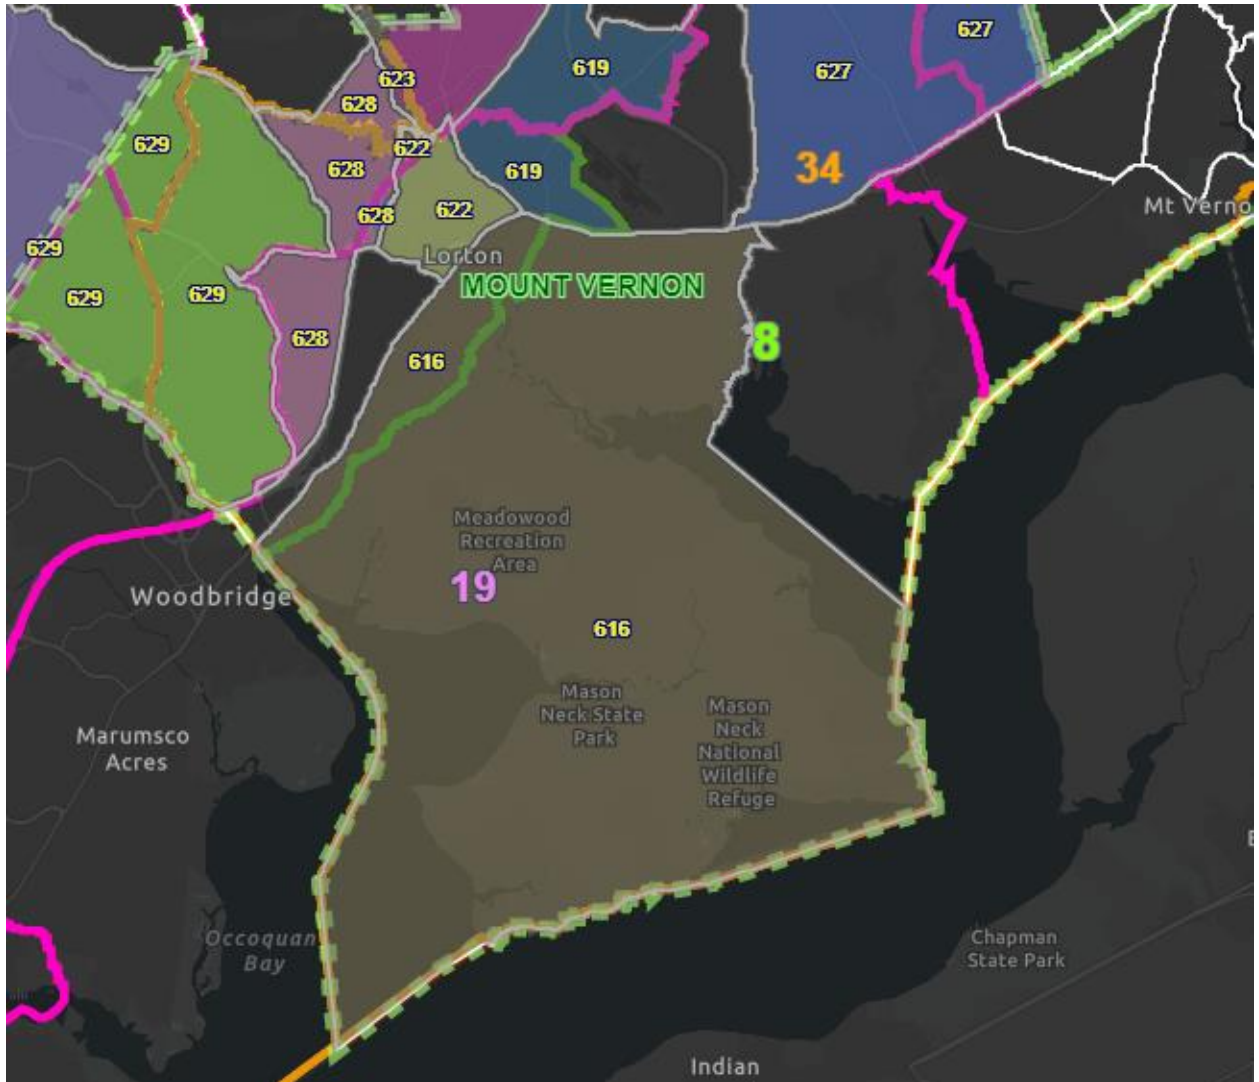 627
619
627
623
628
629
622
628
619
34
628
622
Mt Verno
629
Lorton
MOUNT VERNON
629
629
628
8
616
Meadowood
Recreation
Area
19
Woodbridge
616
Mason
Neck State
Park
Mason
Neck
National
Wildlife
Refuge
Marumsco
Acres
Occoquan
Bay
Chapman
State Park
Indian